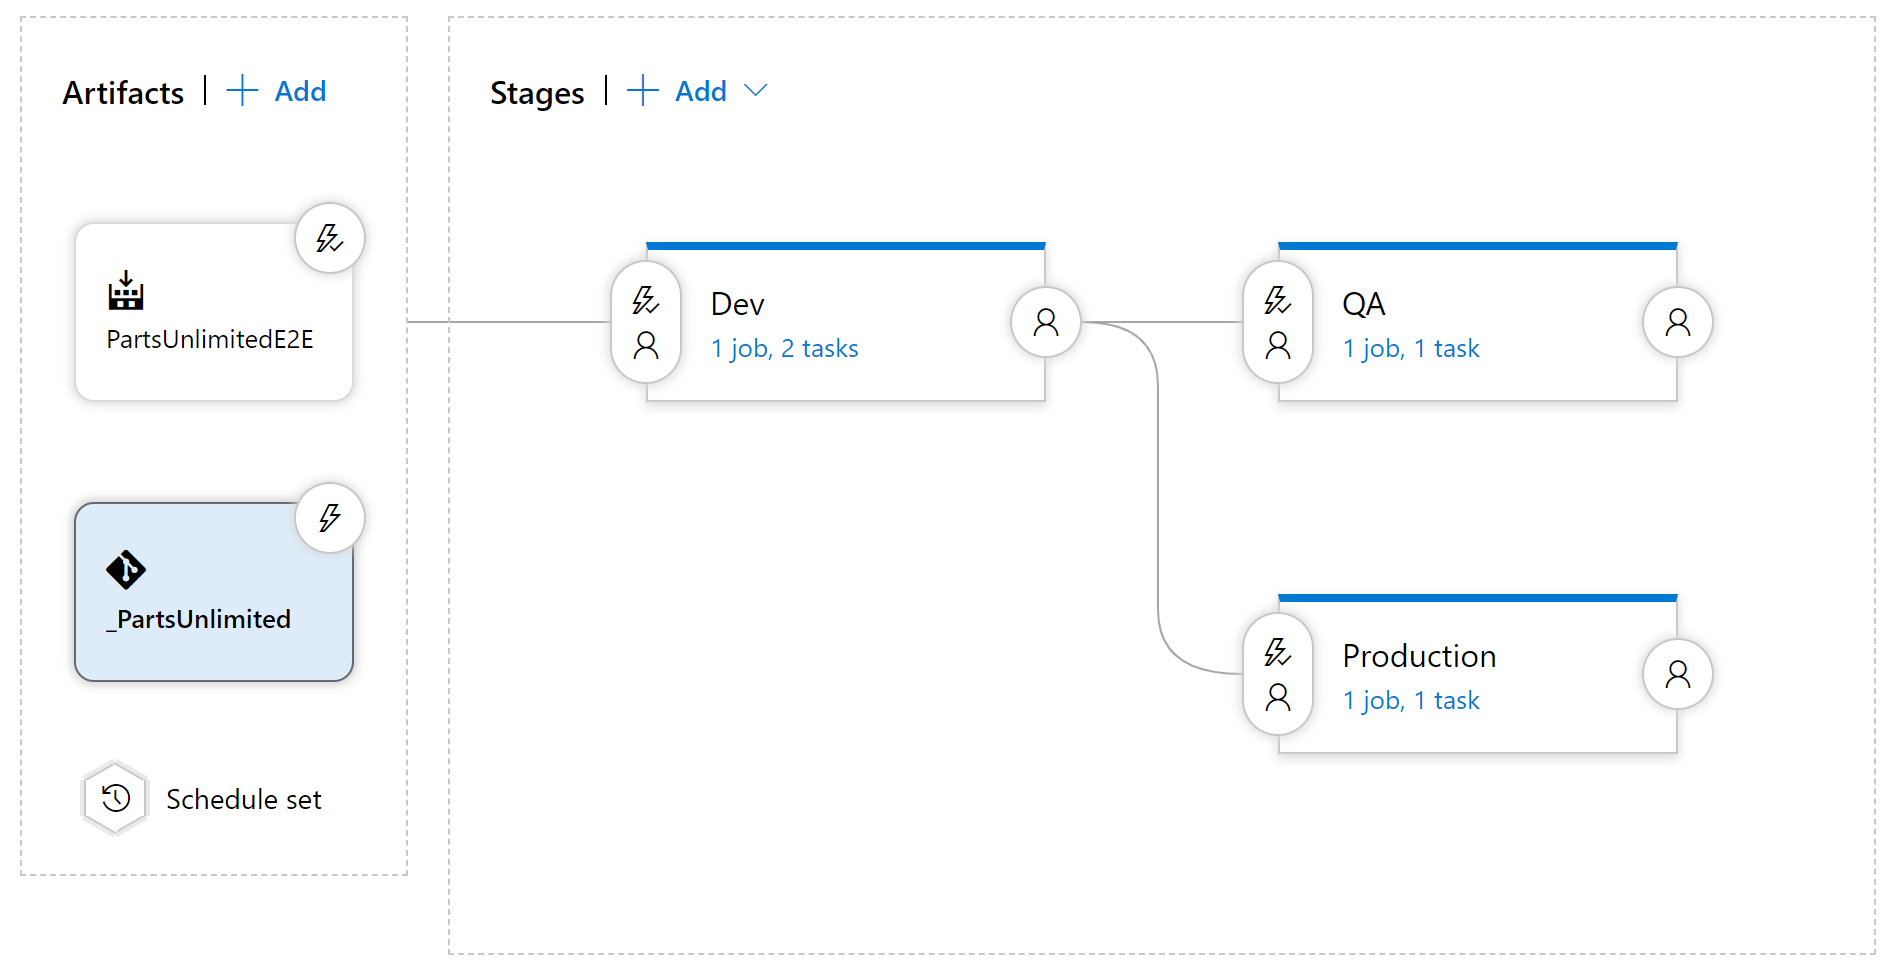 Artifacts | + Add
PartsUnlimitedE2E
_PartsUnlimited
Schedule set
Stages | + Add
Dev
1 job, 2 tasks
QA
1 job, 1 task
Production
1 job, 1 task